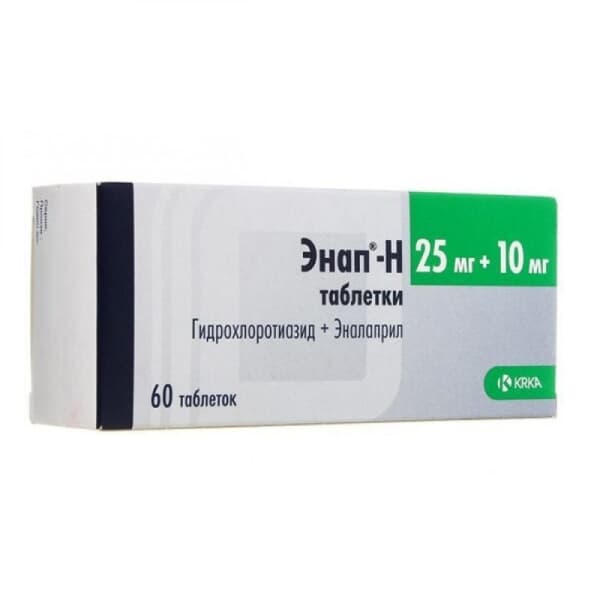 Энап®-Н 25 мг + 10 мг
таблетки
Гидрохлоротиазид + Эналаприл
60 таблеток
KRKA